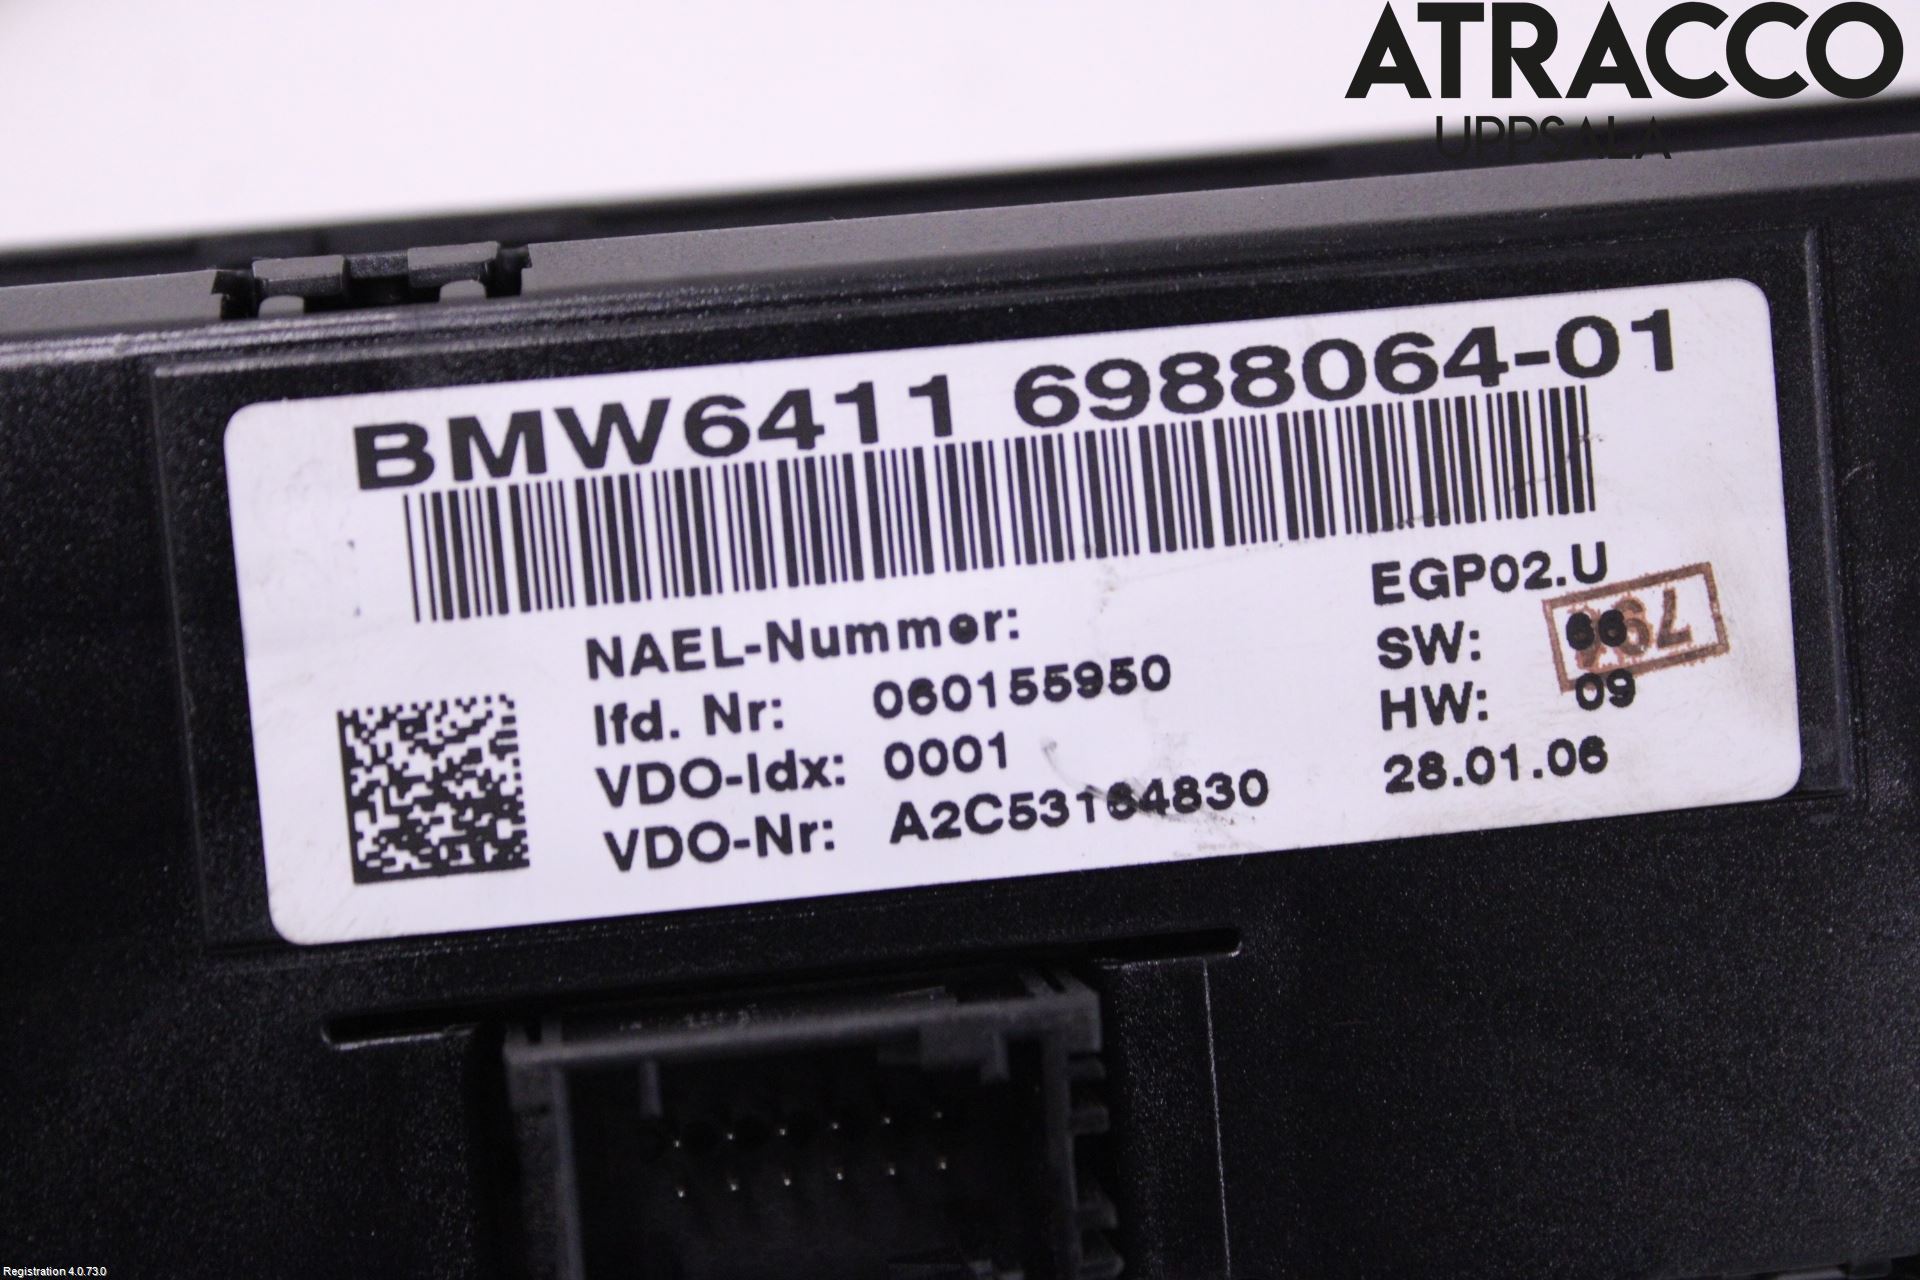 ATRACCO
UPPSALA
BMW6411 6988064-01
NAEL-Nummer:
lfd. Nr: 060155950
VDO-Idx: 0001
VDO-Nr: A2C53164830
EGP02.U
SW: 66
HW: 09
28.01.06
Registration 4.0.73.0